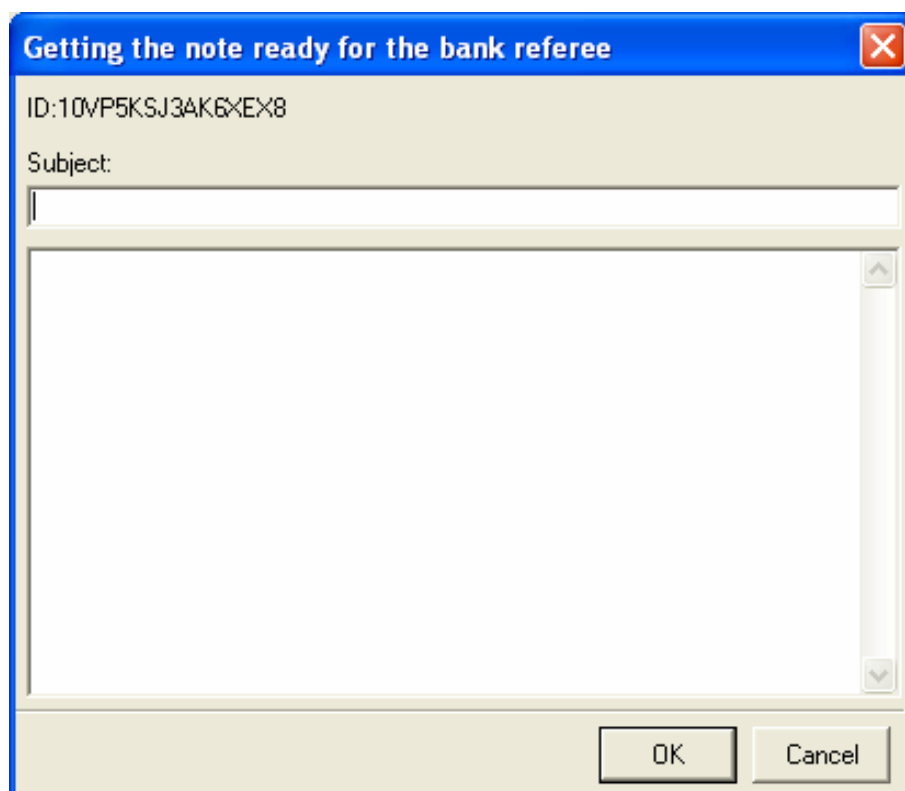 Getting the note ready for the bank referee
ID:10VP5KSJ3AK6XEX8
Subject:
OK
Cancel